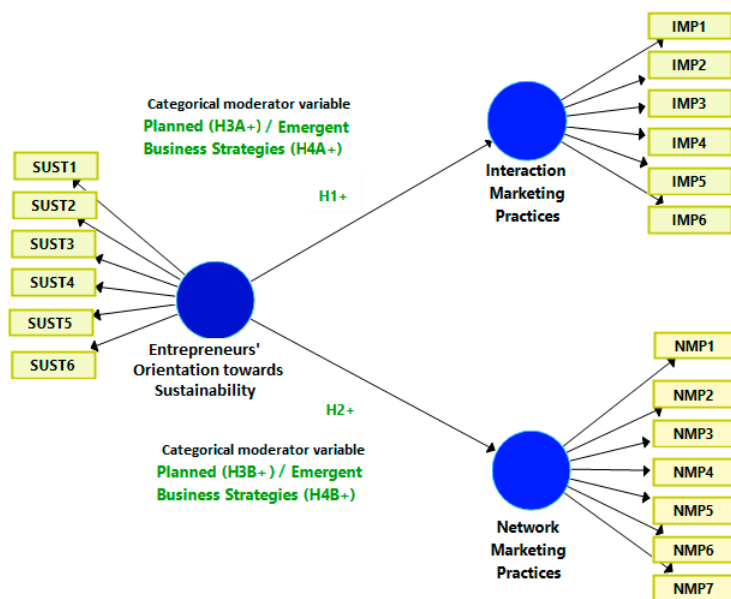 Categorical moderator variable
Planned (H3A+) / Emergent
Business Strategies (H4A+)
SUST1
SUST2
SUST3
SUST4
SUST5
SUST6
H1+
Entrepreneurs'
Orientation towards
Sustainability
H2+
Categorical moderator variable
Planned (H3B+) / Emergent
Business Strategies (H4B+)
IMP1
IMP2
IMP3
IMP4
IMP5
IMP6
Interaction
Marketing
Practices
NMP1
NMP2
NMP3
NMP4
NMP5
NMP6
NMP7
Network
Marketing
Practices